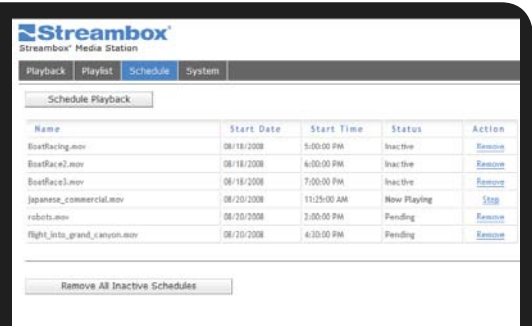 Streambox®
Streambox® Media Station
Playback Playlist Schedule System
Schedule Playback
Name Start Date Start Time Status Action
BoatRacing.mov 08/18/2008 5:00:00 PM Inactive Remove
BoatRace2.mov 08/18/2008 6:00:00 PM Inactive Remove
BoatRace3.mov 08/18/2008 7:00:00 PM Inactive Remove
japanese_commercial.mov 08/20/2008 11:25:00 AM Now Playing Stop
robots.mov 08/20/2008 2:00:00 PM Pending Remove
flight_into_grand_canyon.mov 08/20/2008 4:30:00 PM Pending Remove
Remove All Inactive Schedules